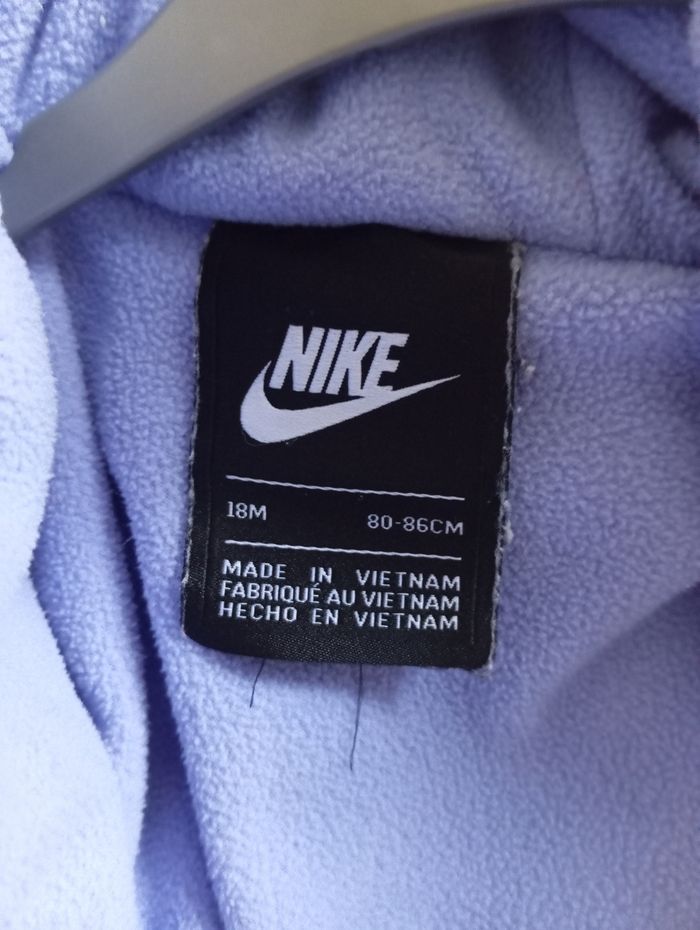 NIKE
18M 80-86CM
MADE IN VIETNAM
FABRIQUÉ AU VIETNAM
HECHO EN VIETNAM